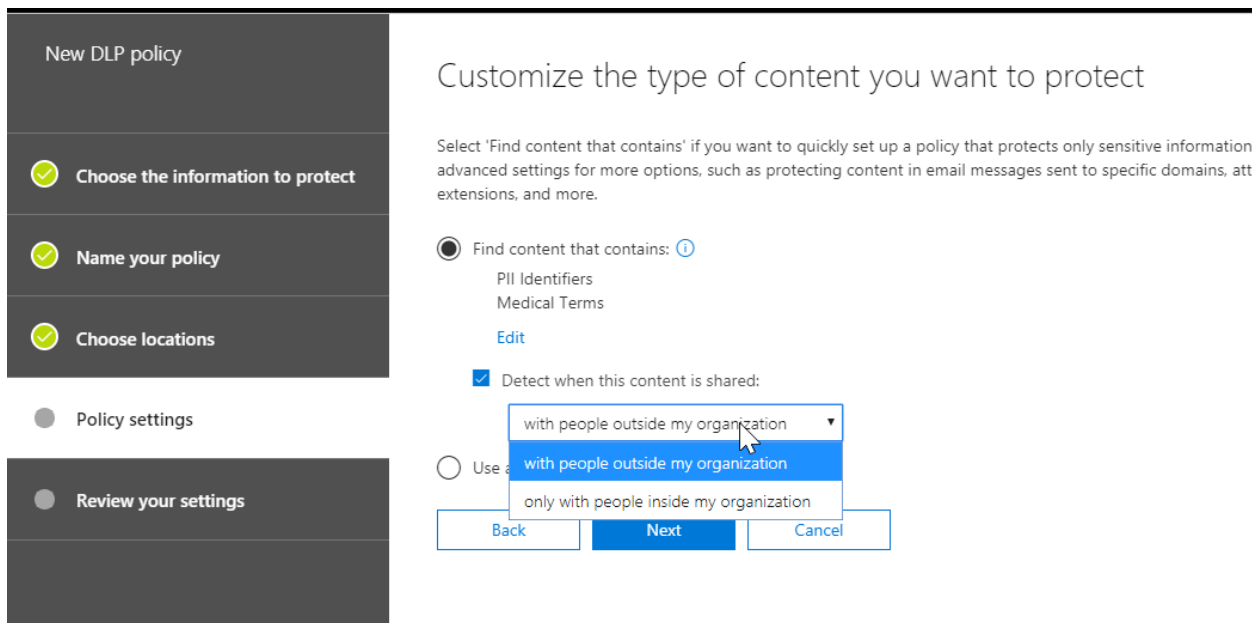 New DLP policy
Choose the information to protect
Name your policy
Choose locations
Policy settings
Review your settings
Customize the type of content you want to protect
Select 'Find content that contains' if you want to quickly set up a policy that protects only sensitive information
advanced settings for more options, such as protecting content in email messages sent to specific domains, att
extensions, and more.
Find content that contains:
PII Identifiers
Medical Terms
Edit
Detect when this content is shared:
with people outside my organization
with people outside my organization
Use a
only with people inside my organization
Back
Next
Cancel